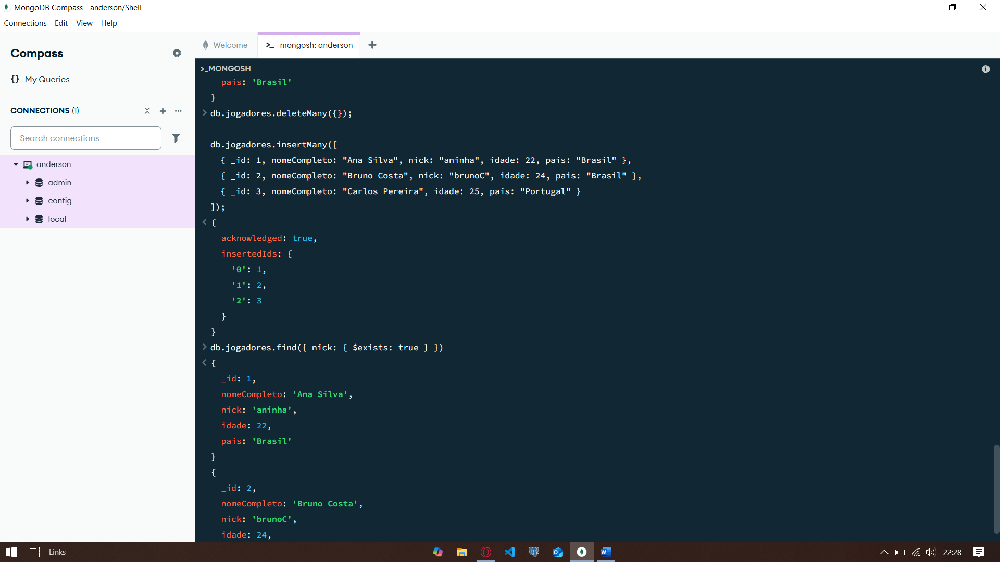 MongoDB Compass - anderson/Shell
Connections Edit View Help
Compass
{} My Queries
CONNECTIONS (1)
Search connections
anderson
admin
config
local
Welcome
>_ mongosh: anderson
>_MONGOSH
pais: 'Brasil'
}
> db.jogadores.deleteMany({});
db.jogadores.insertMany([
{ _id: 1, nomeCompleto: "Ana Silva", nick: "aninha", idade: 22, pais: "Brasil" },
{ _id: 2, nomeCompleto: "Bruno Costa", nick: "brunoC", idade: 24, pais: "Brasil" },
{ _id: 3, nomeCompleto: "Carlos Pereira", idade: 25, pais: "Portugal" }
]);
< {
acknowledged: true,
insertedIds: {
'0': 1,
'1': 2,
'2': 3
}
}
> db.jogadores.find({ nick: { $exists: true } })
< {
_id: 1,
nomeCompleto: 'Ana Silva',
nick: 'aninha',
idade: 22,
pais: 'Brasil'
}
{
_id: 2,
nomeCompleto: 'Bruno Costa',
nick: 'brunoC',
idade: 24,
Links
22:28